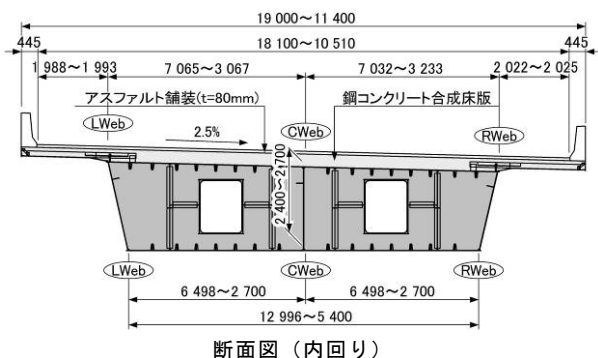 19 000～11 400
445
18 100～10 510
445
1 988～1 993
7 065～3 067
7 032～3 233
2 022～2 025
アスファルト舗装(t=80mm)
鋼コンクリート合成床版
LWeb
2.5%
CWeb
RWeb
2 400～2 700
LWeb
CWeb
RWeb
6 498～2 700
6 498～2 700
12 996～5 400
断面図（内回り）